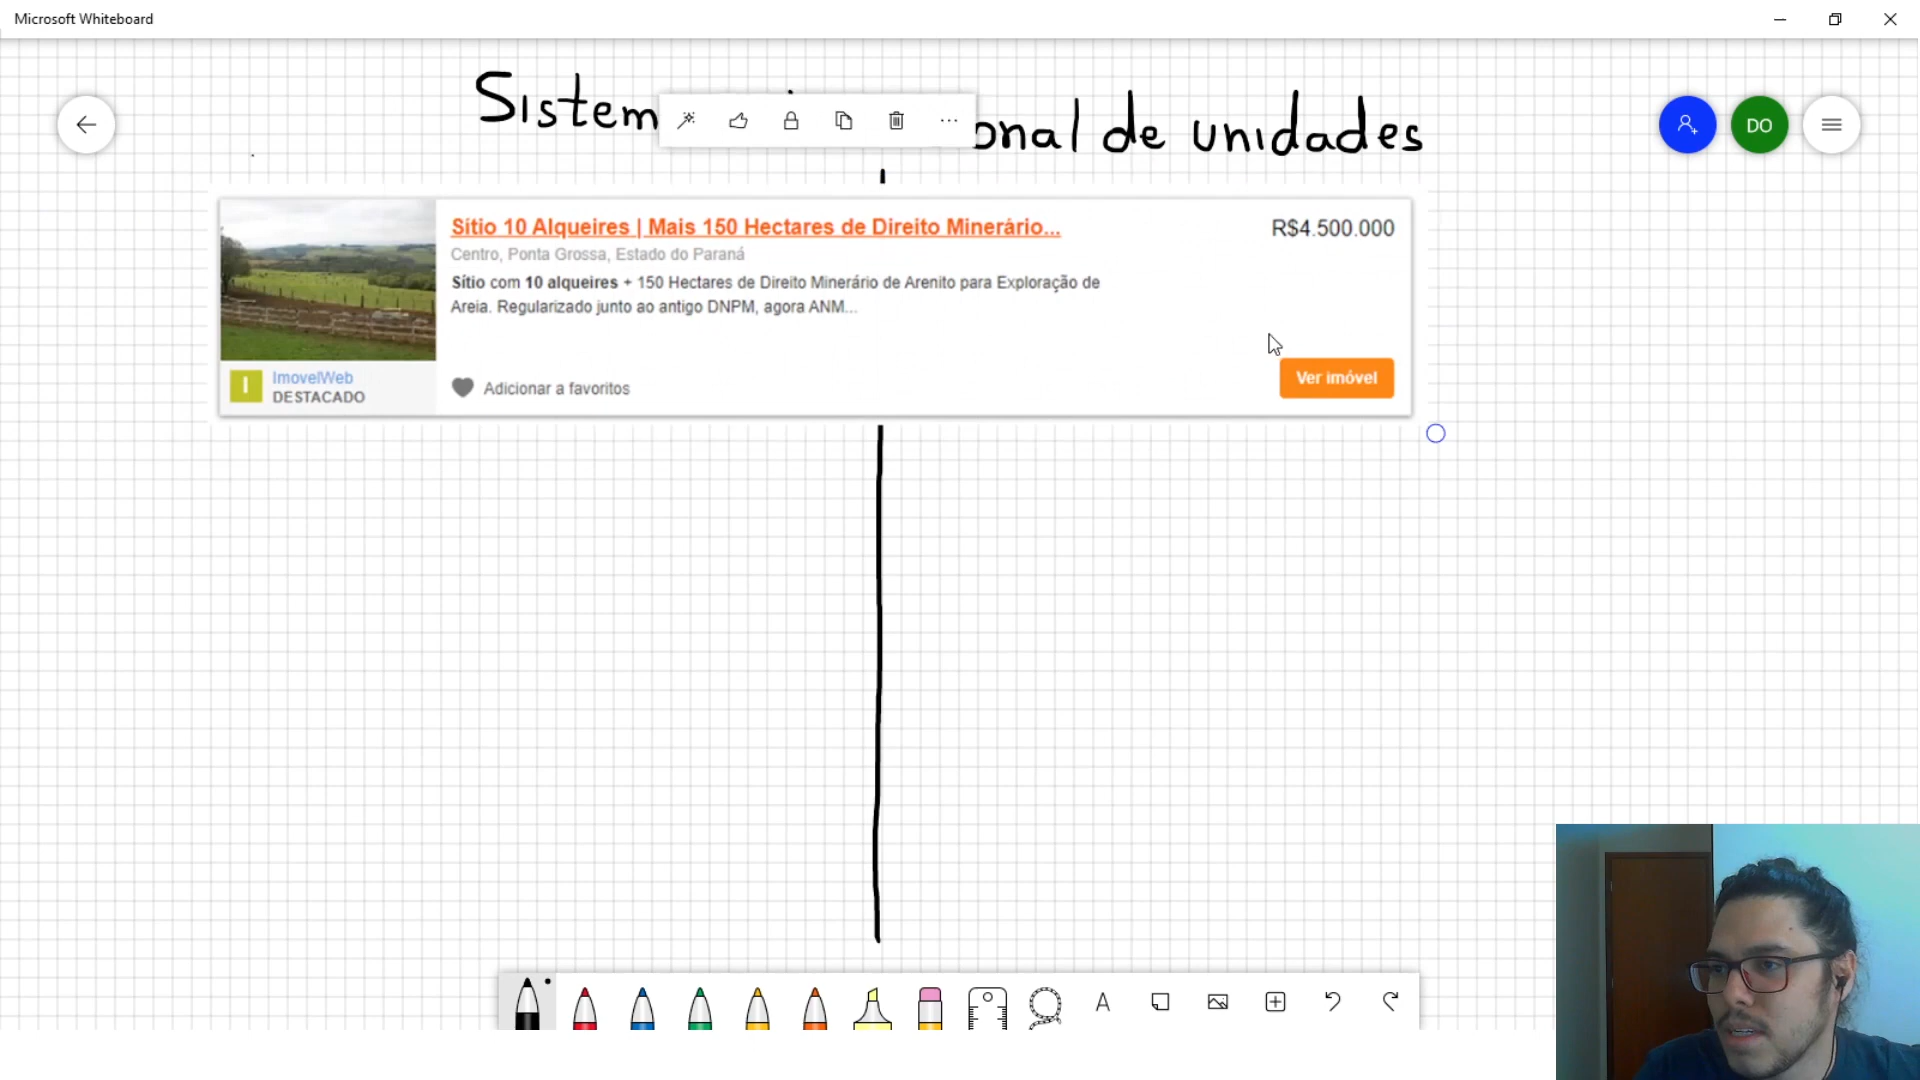 Microsoft Whiteboard
Sistem onal de unidades
DO
Sítio 10 Alqueires | Mais 150 Hectares de Direito Minerário...
R$4.500.000
Centro, Ponta Grossa, Estado do Paraná
Sítio com 10 alqueires + 150 Hectares de Direito Minerário de Arenito para Exploração de
Areia. Regularizado junto ao antigo DNPM, agora ANM...
I ImovelWeb
DESTACADO
Adicionar a favoritos
Ver imóvel